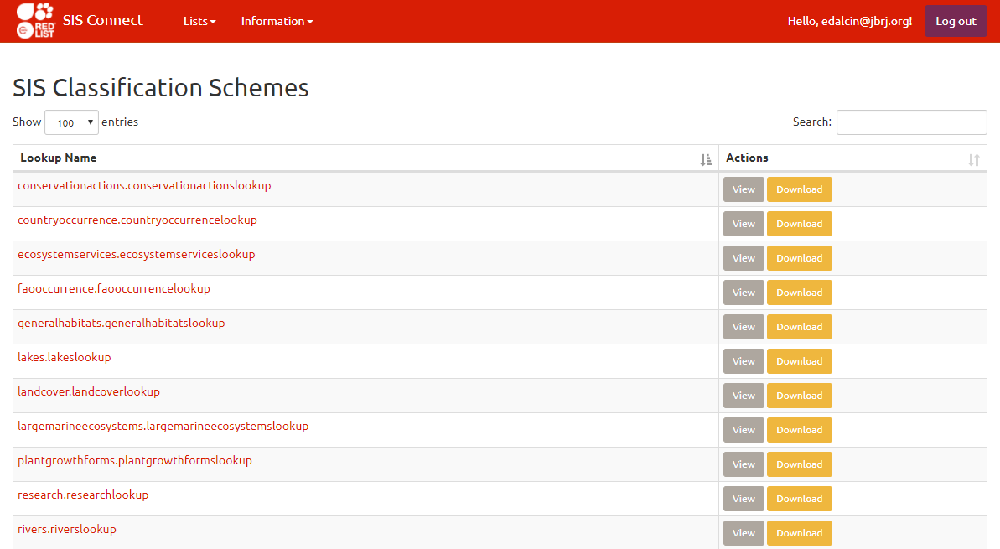 RED LIST SIS Connect Lists Information Hello, edalcin@jbrj.org! Log out
SIS Classification Schemes
Show 100 entries Search:
Lookup Name Actions
conservationactions.conservationactionslookup View Download
countryoccurrence.countryoccurrencelookup View Download
ecosystemservices.ecosystemserviceslookup View Download
faooccurrence.faooccurrencelookup View Download
generalhabitats.generalhabitatslookup View Download
lakes.lakeslookup View Download
landcover.landcoverlookup View Download
largemarineecosystems.largemarineecosystemslookup View Download
plantgrowthforms.plantgrowthformslookup View Download
research.researchlookup View Download
rivers.riverslookup View Download